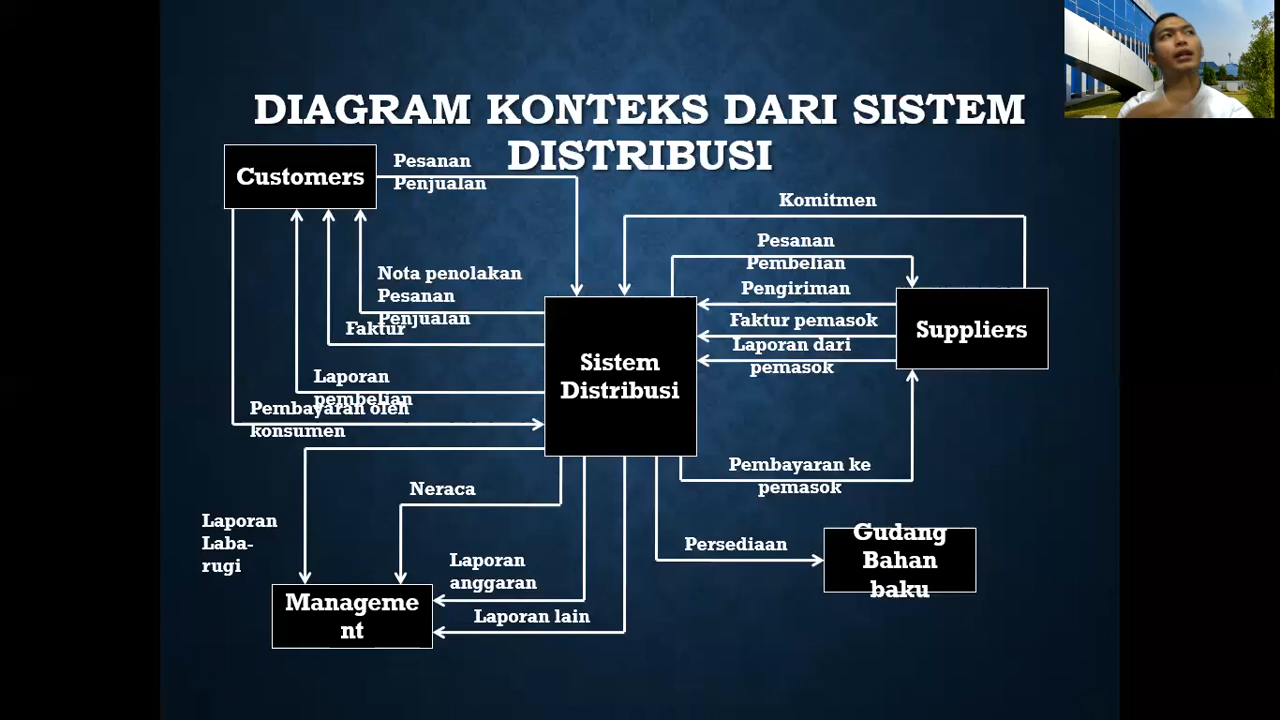 DIAGRAM KONTEKS DARI SISTEM
DISTRIBUSI
Customers
Pesanan
Penjualan
Komitmen
Pesanan
Pembelian
Pengiriman
Faktur pemasok
Laporan dari
pemasok
Suppliers
Nota penolakan
Pesanan
Penjualan
Faktur
Sistem
Distribusi
Laporan
pembelian
Pembayaran oleh
konsumen
Pembayaran ke
pemasok
Neraca
Laporan
Laba-
rugi
Persediaan
Gudang
Bahan
baku
Laporan
anggaran
Laporan lain
Manageme
nt